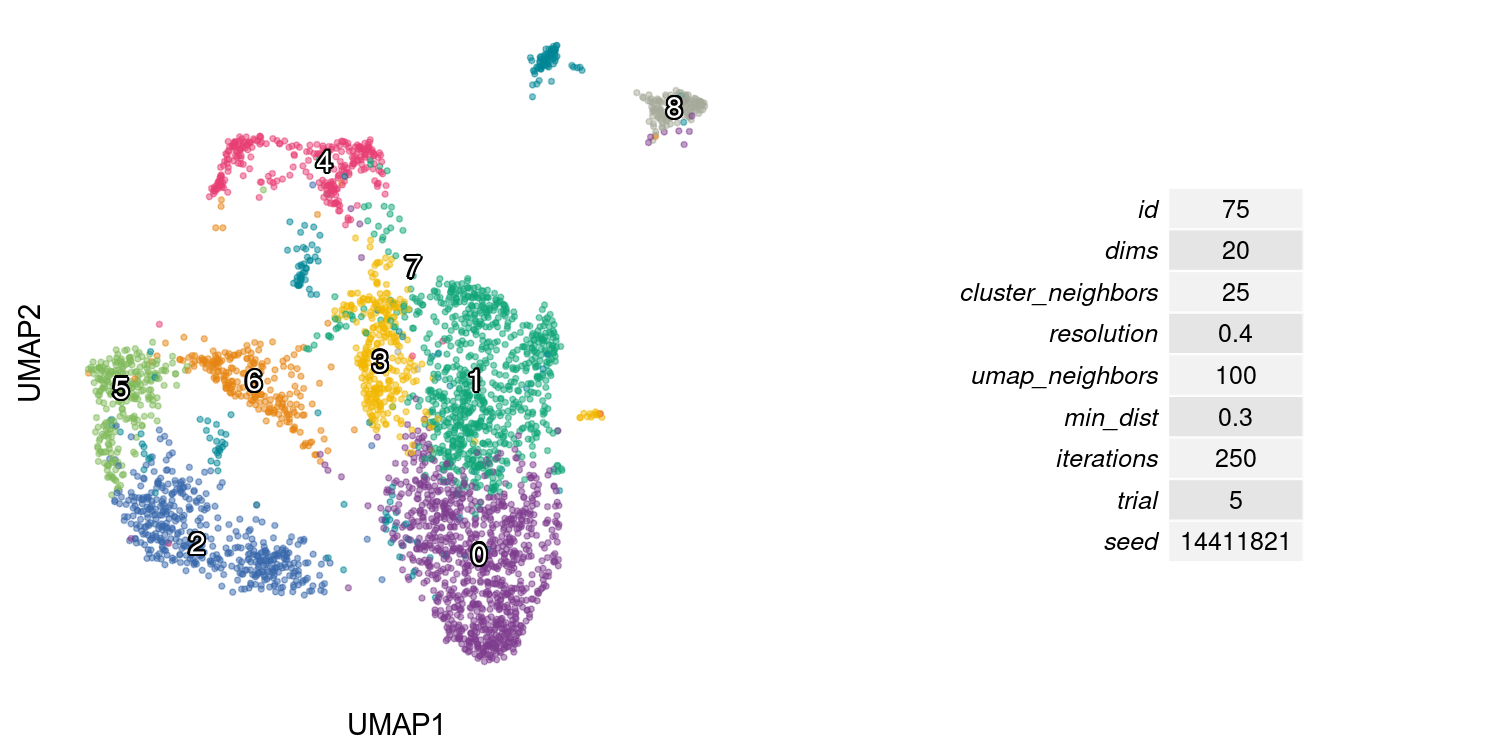 8
4
7
3
1
5
6
2
0
UMAP2
UMAP1
id 75
dims 20
cluster_neighbors 25
resolution 0.4
umap_neighbors 100
min_dist 0.3
iterations 250
trial 5
seed 14411821